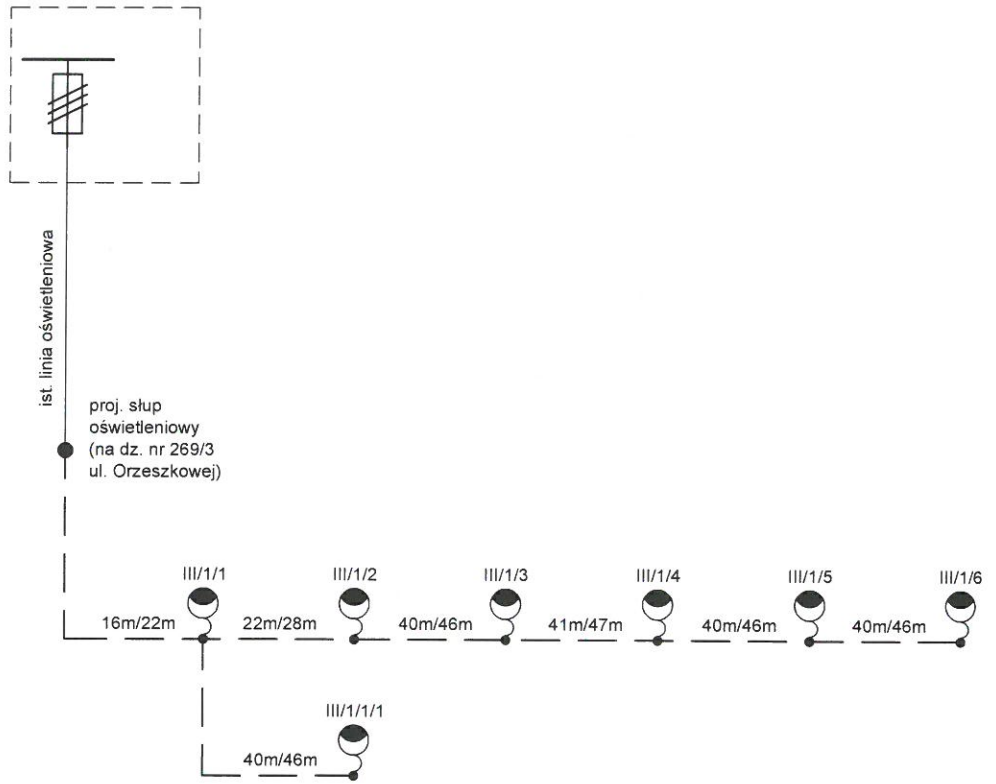 ist. linia oświetleniowa
proj. słup
oświetleniowy
(na dz. nr 269/3
ul. Orzeszkowej)
III/1/1
III/1/2
III/1/3
III/1/4
III/1/5
III/1/6
16m/22m
22m/28m
40m/46m
41m/47m
40m/46m
40m/46m
III/1/1/1
40m/46m